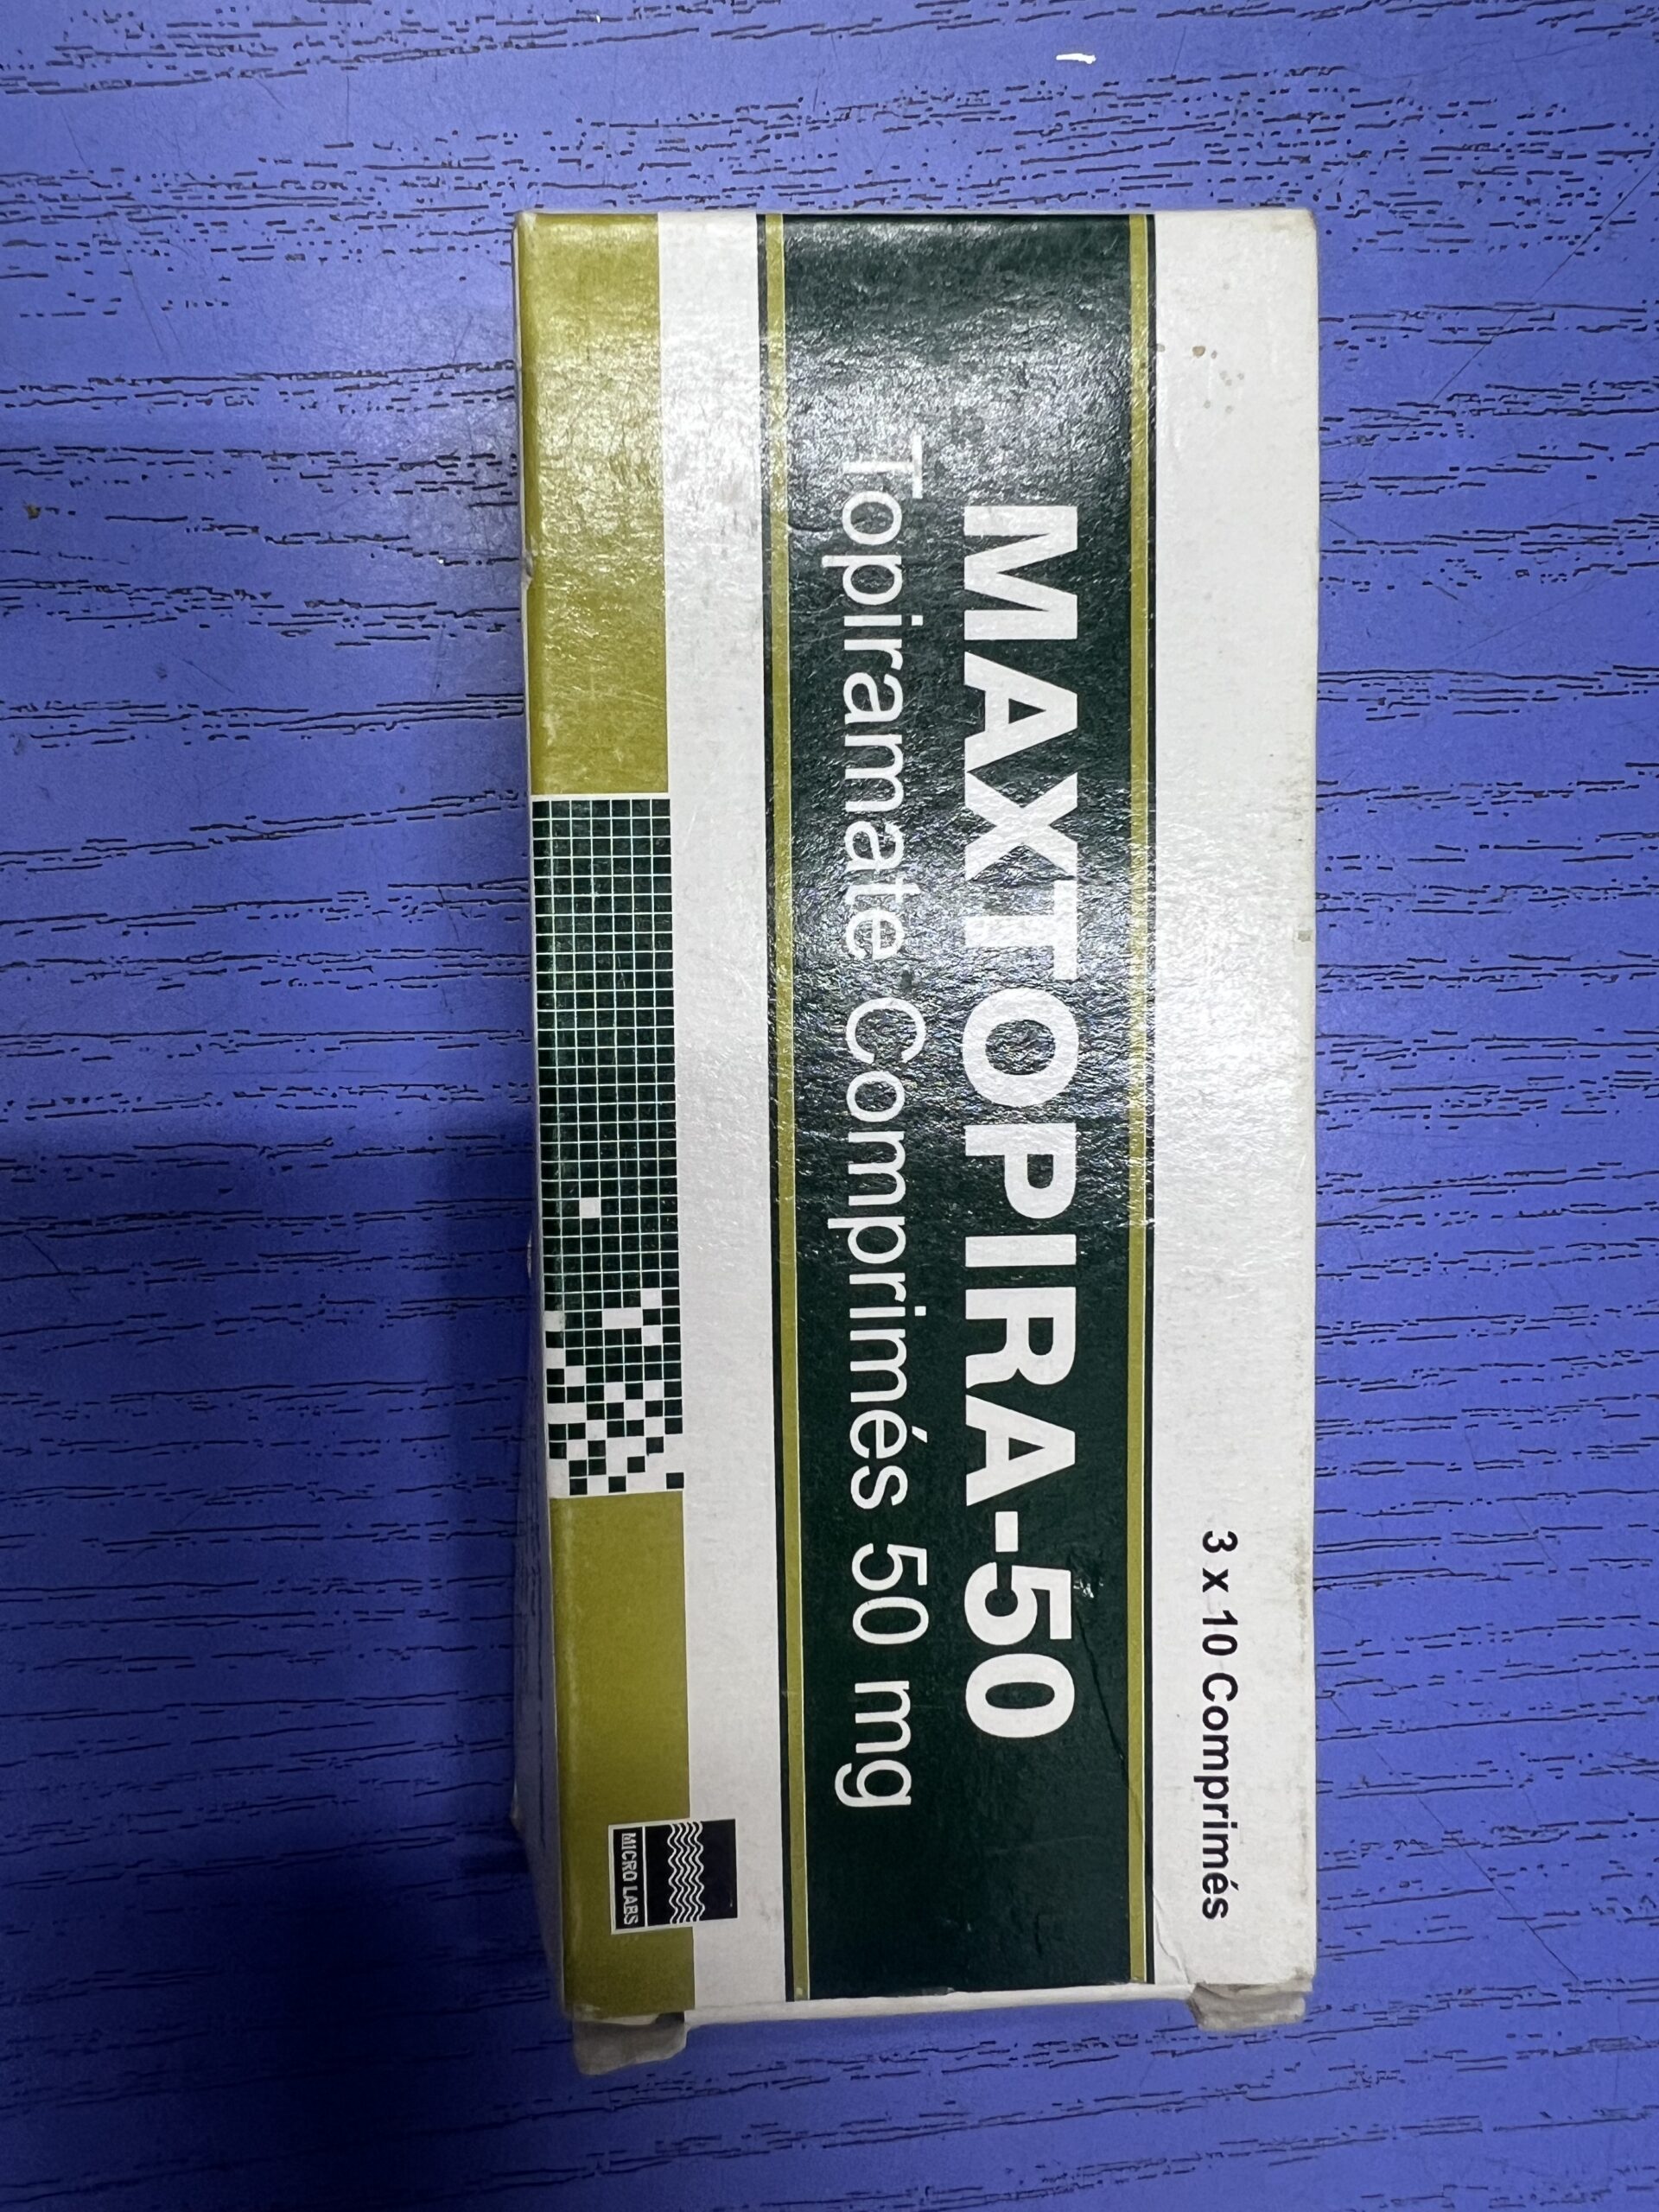 3 x 10 Comprimés
MAXTOPIRA-50
Topiramate Comprimés 50 mg
MICRO LABS